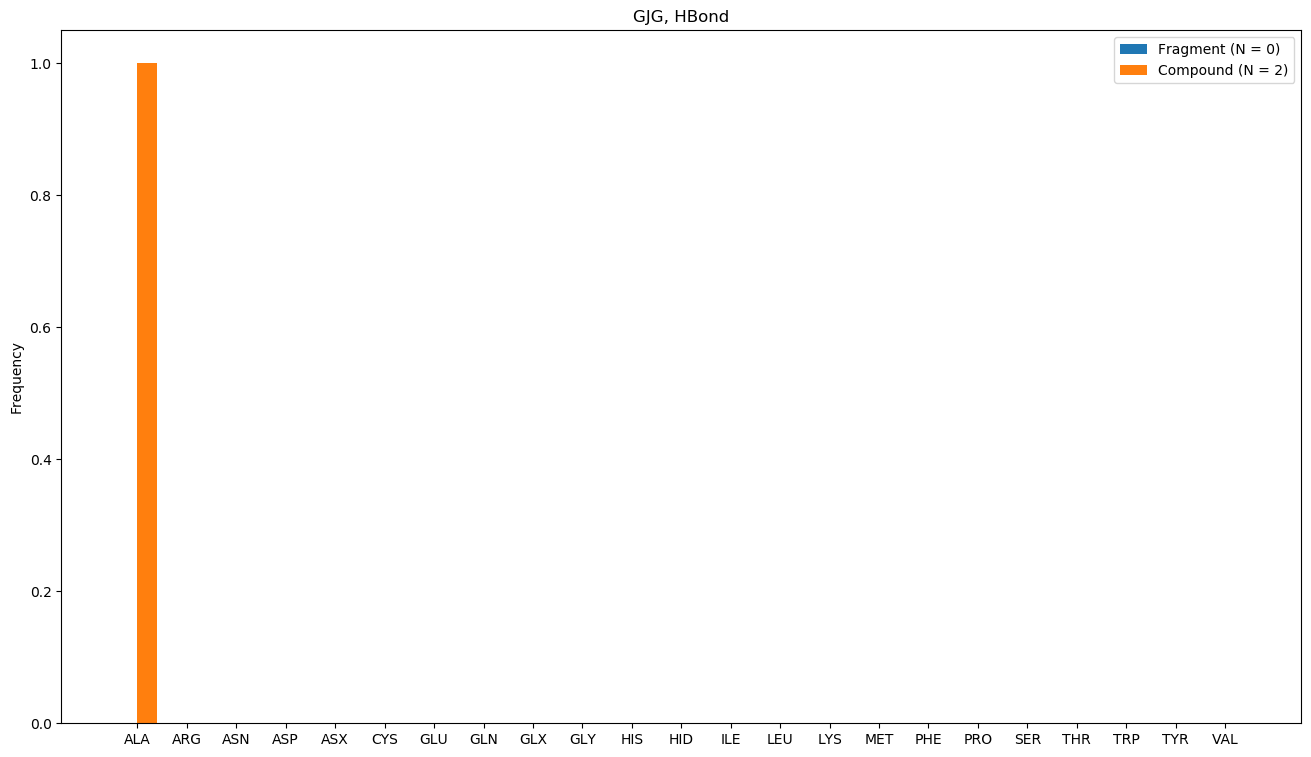 GJG, HBond
Fragment (N = 0)
Compound (N = 2)
Frequency
1.0
0.8
0.6
0.4
0.2
0.0
ALA ARG ASN ASP ASX CYS GLU GLN GLX GLY HIS HID ILE LEU LYS MET PHE PRO SER THR TRP TYR VAL